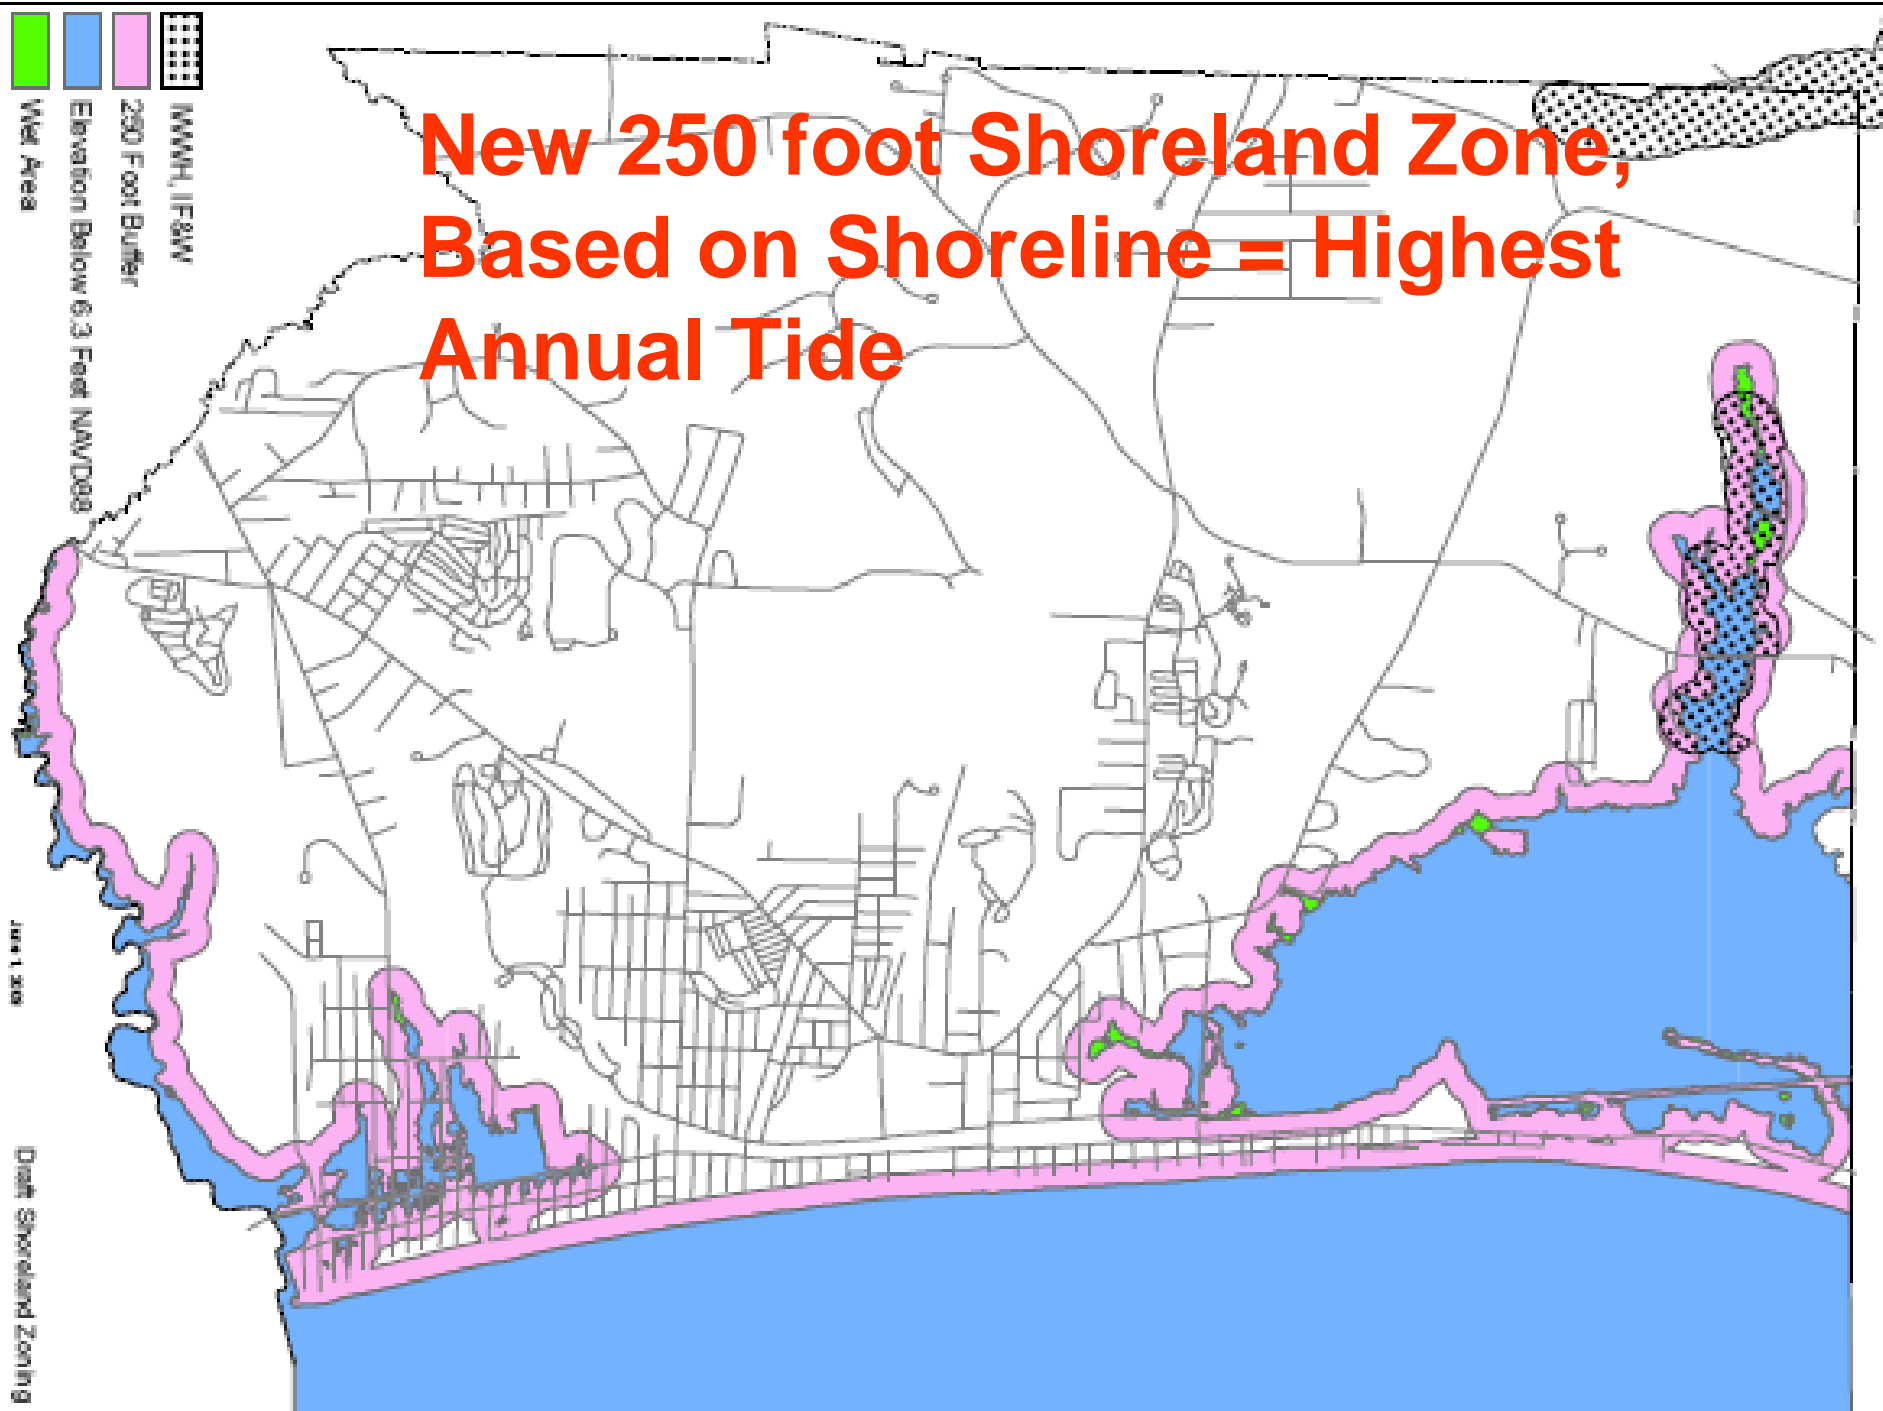 New 250 foot Shoreland Zone,
Based on Shoreline = Highest
Annual Tide
IWWH, IF&W
250 Foot Buffer
Elevation Below 6.3 Feet NAVD88
Wet Area
Draft Shoreland Zoning